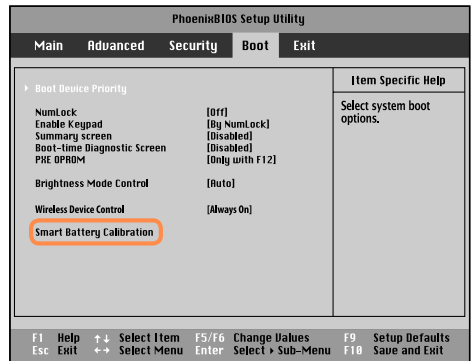 PhoenixBIOS Setup Utility
Main Advanced Security Boot Exit
Item Specific Help
Boot Device Priority
Select system boot
options.
NumLock [Off]
Enable Keypad [By NumLock]
Summary screen [Disabled]
Boot-time Diagnostic Screen [Disabled]
PXE OPROM [Only with F12]
Brightness Mode Control [Auto]
Wireless Device Control [Always On]
Smart Battery Calibration
F1 Help ↑↓ Select Item F5/F6 Change Values F9 Setup Defaults
Esc Exit ←→ Select Menu Enter Select ▸ Sub-Menu F10 Save and Exit